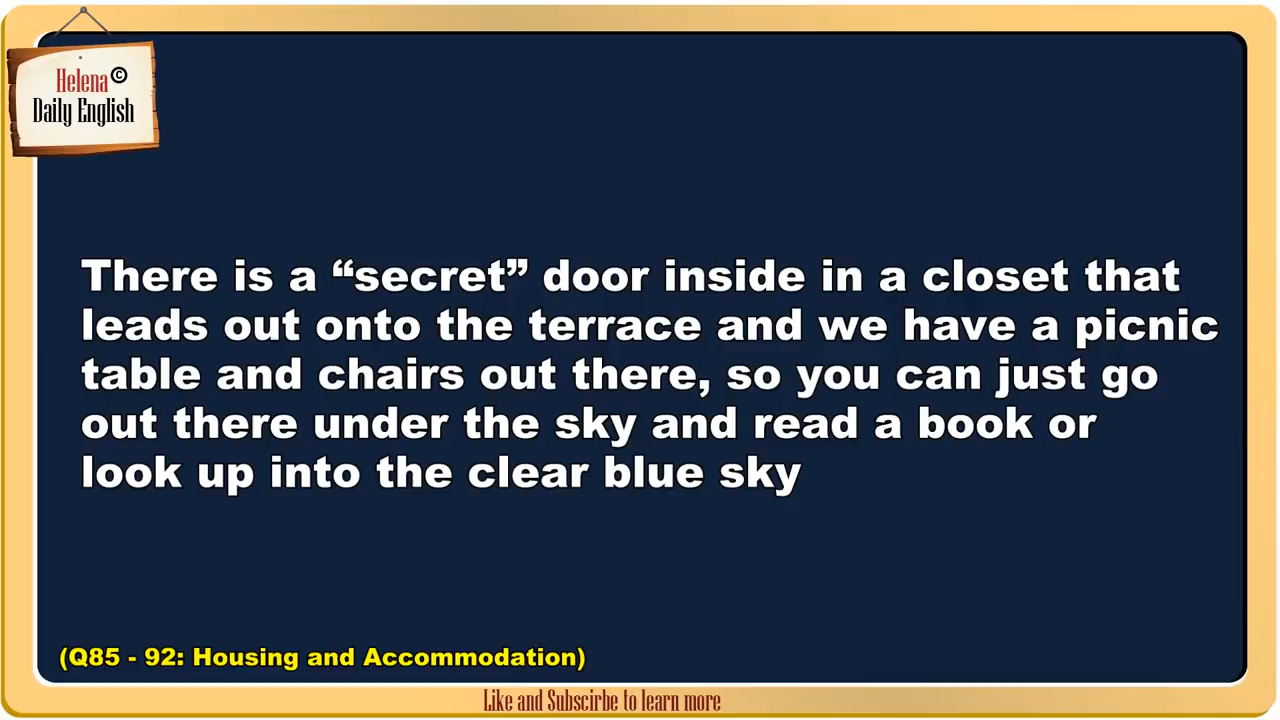 Helena ©
Daily English
There is a “secret” door inside in a closet that
leads out onto the terrace and we have a picnic
table and chairs out there, so you can just go
out there under the sky and read a book or
look up into the clear blue sky
(Q85 - 92: Housing and Accommodation)
Like and Subscirbe to learn more